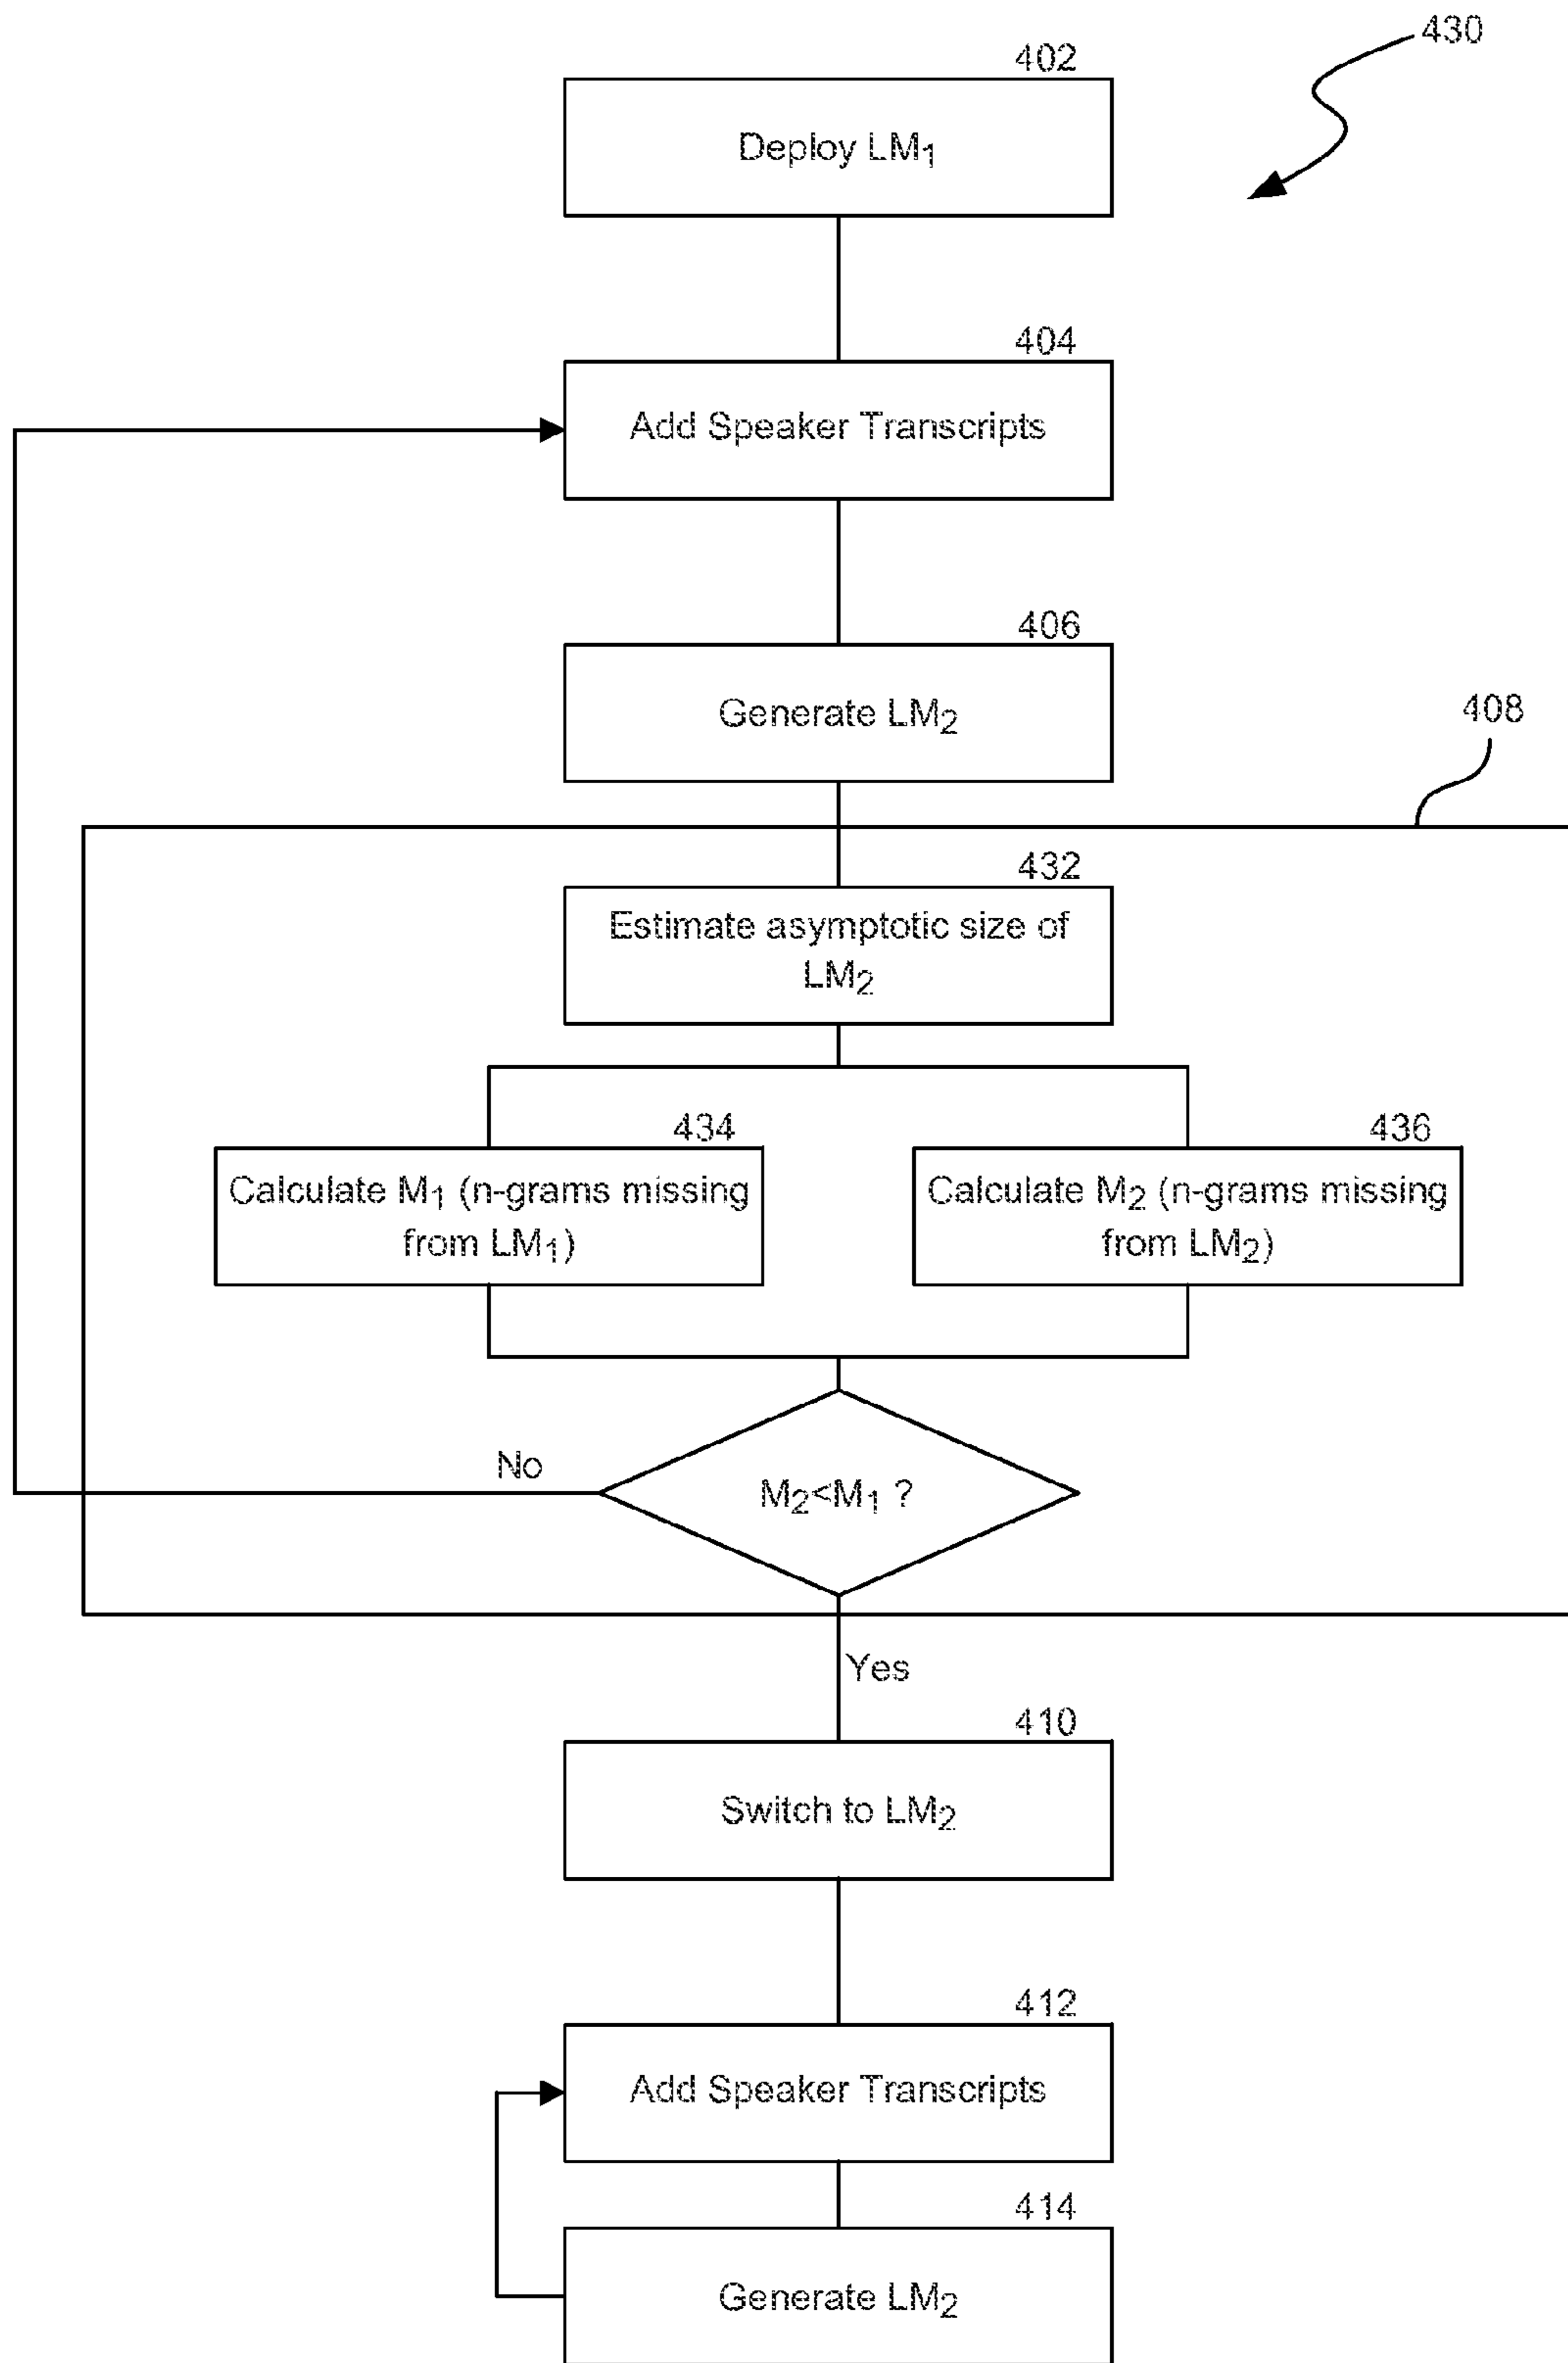 430
402
Deploy LM₁
404
Add Speaker Transcripts
406
Generate LM₂
408
432
Estimate asymptotic size of
LM₂
434
Calculate M₁ (n-grams missing
from LM₁)
436
Calculate M₂ (n-grams missing
from LM₂)
No
M₂<M₁ ?
Yes
410
Switch to LM₂
412
Add Speaker Transcripts
414
Generate LM₂